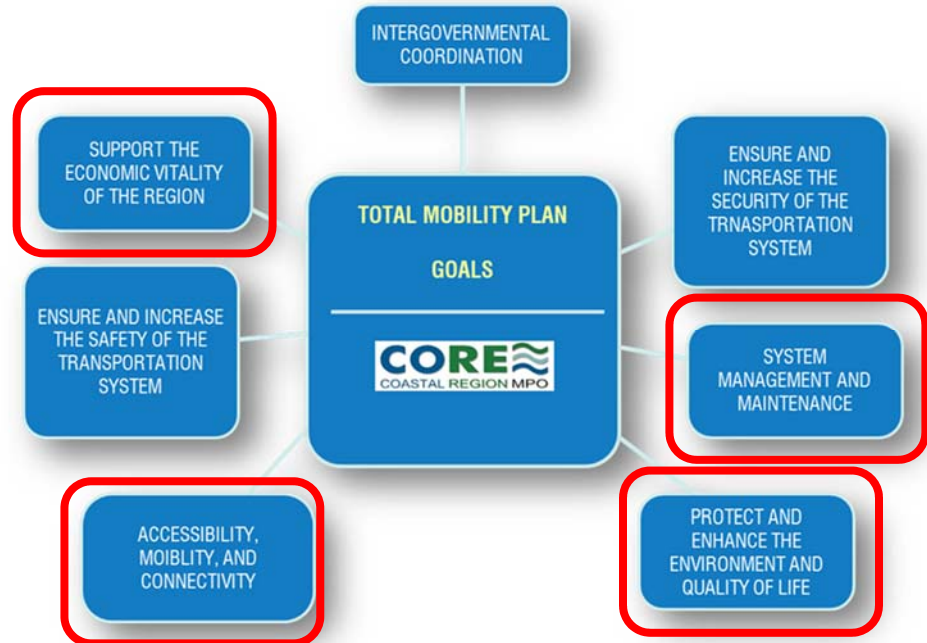 INTERGOVERNMENTAL
COORDINATION
SUPPORT THE
ECONOMIC VITALITY
OF THE REGION
ENSURE AND
INCREASE THE
SECURITY OF THE
TRNASPORTATION
SYSTEM
TOTAL MOBILITY PLAN
GOALS
CORE
COASTAL REGION MPO
ENSURE AND INCREASE
THE SAFETY OF THE
TRANSPORTATION
SYSTEM
SYSTEM
MANAGEMENT AND
MAINTENANCE
ACCESSIBILITY,
MOIBLITY, AND
CONNECTIVITY
PROTECT AND
ENHANCE THE
ENVIRONMENT AND
QUALITY OF LIFE